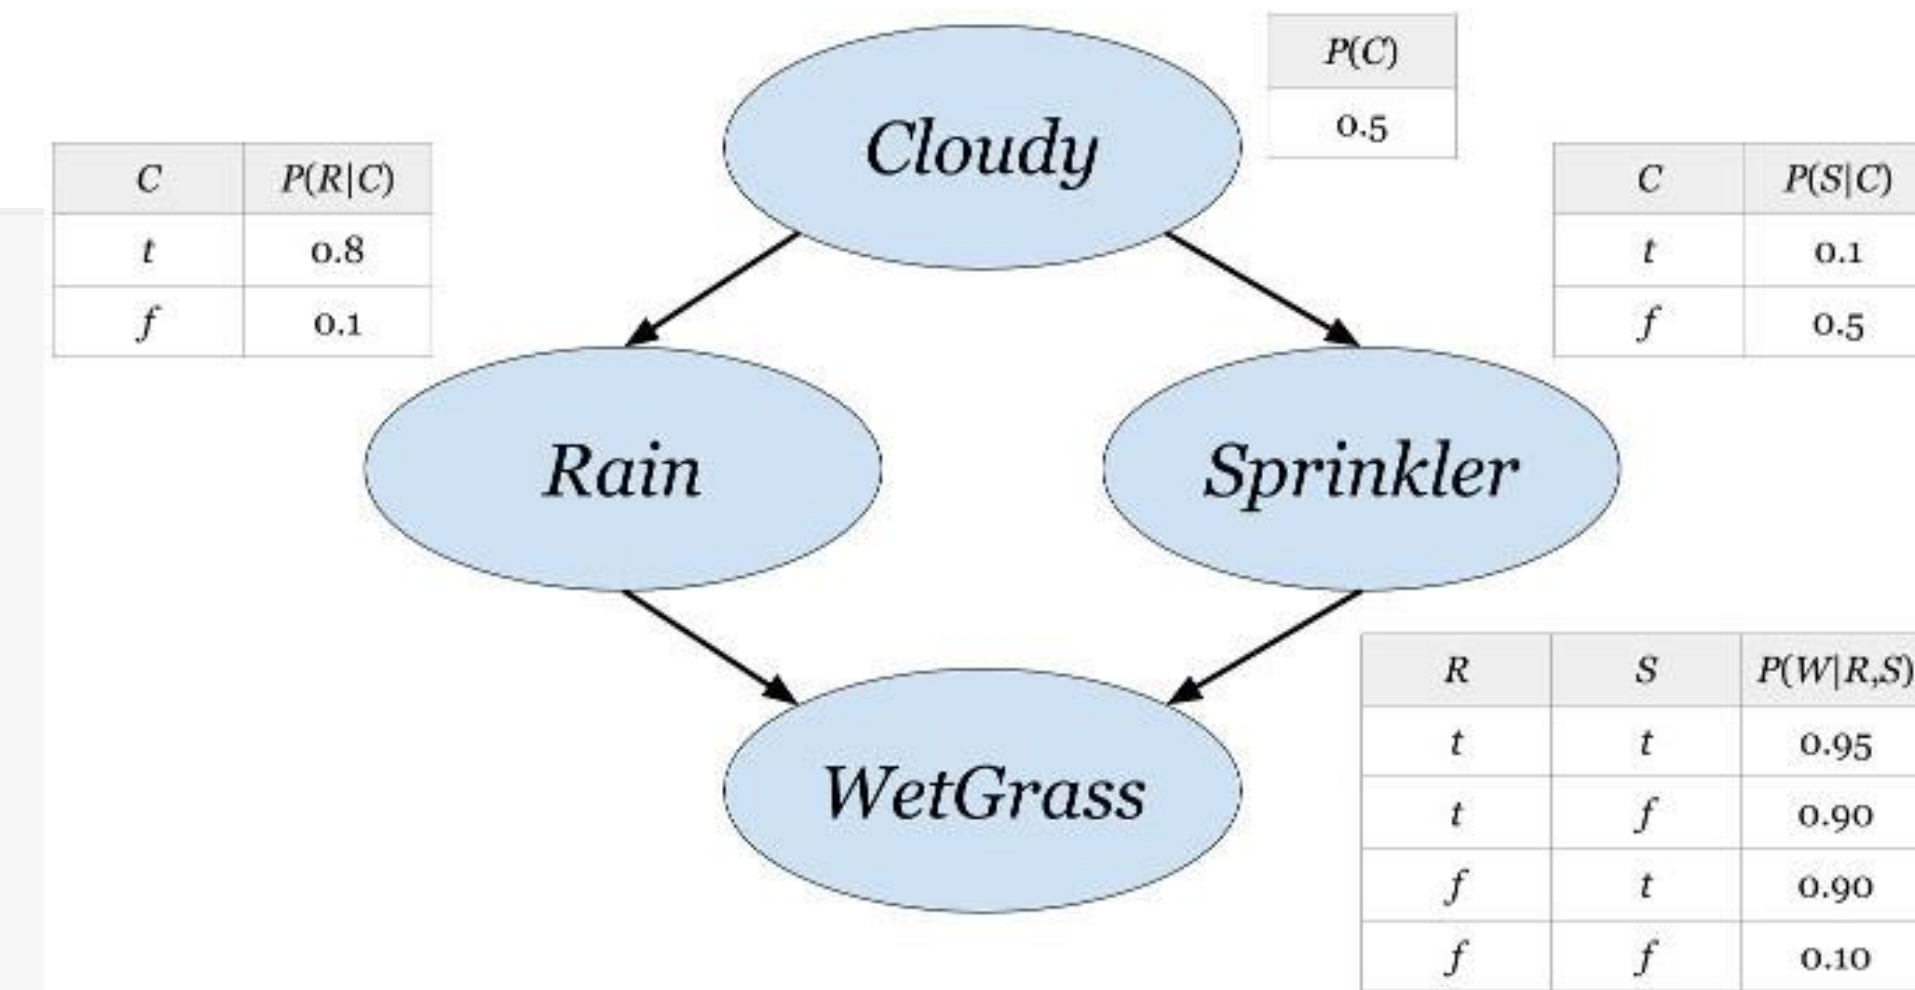 P(C)
0.5
Cloudy
C P(R|C)
t 0.8
f 0.1
C P(S|C)
t 0.1
f 0.5
Rain
Sprinkler
WetGrass
R S P(W|R,S)
t t 0.95
t f 0.90
f t 0.90
f f 0.10